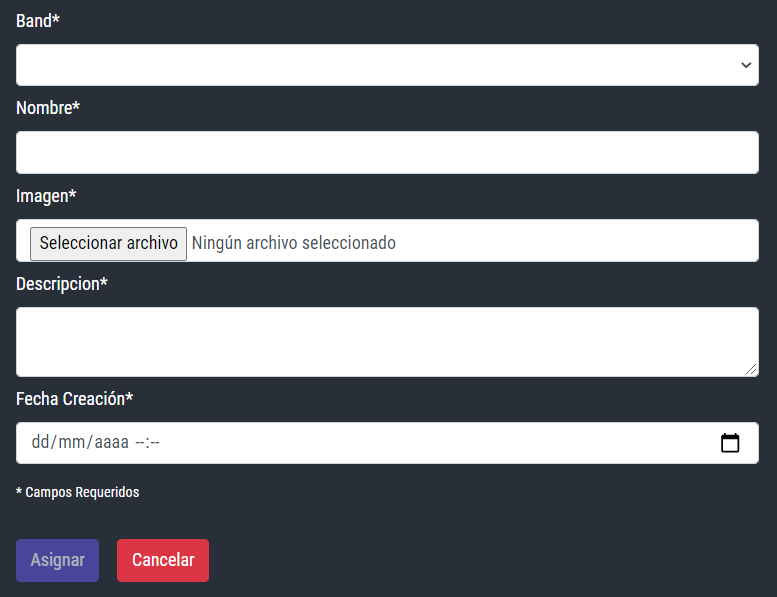 Band*
Nombre*
Imagen*
Seleccionar archivo Ningún archivo seleccionado
Descripcion*
Fecha Creación*
dd/mm/aaaa --:--
* Campos Requeridos
Asignar Cancelar